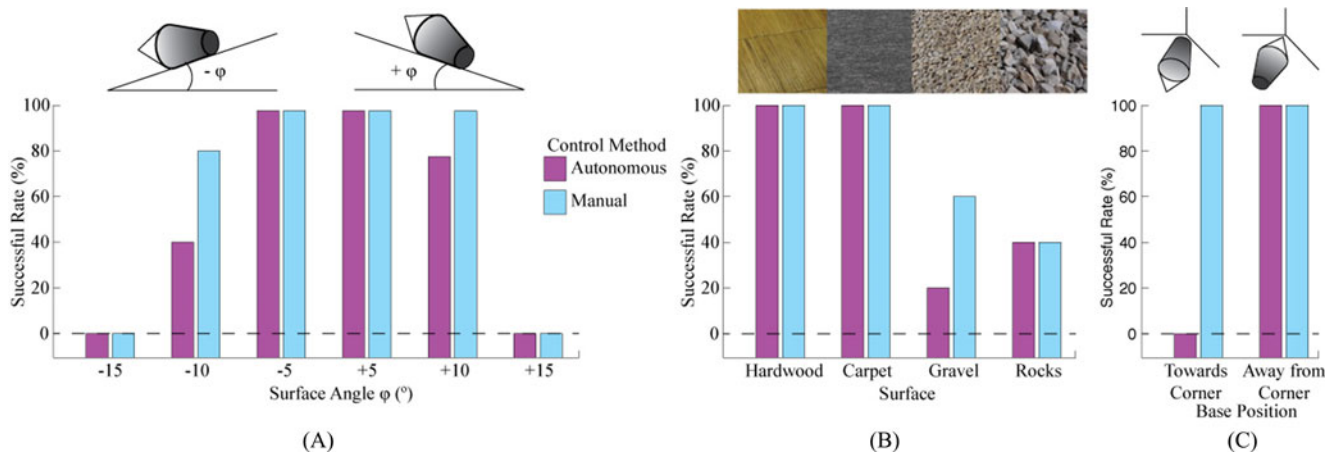 - φ
+ φ
100
80
60
40
20
0
Successful Rate (%)
-15 -10 -5 +5 +10 +15
Surface Angle φ (º)
Control Method
Autonomous
Manual
(A)
100
80
60
40
20
0
Successful Rate (%)
Hardwood Carpet Gravel Rocks
Surface
(B)
100
80
60
40
20
0
Successful Rate (%)
Towards Away from
Corner Corner
Base Position
(C)